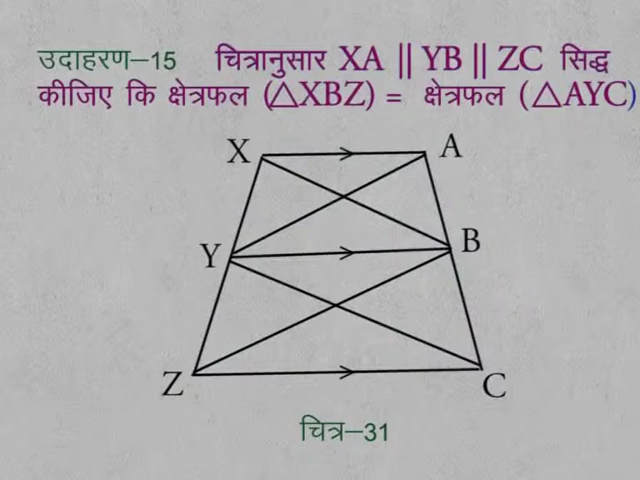 उदाहरण–15 चित्रानुसार XA || YB || ZC सिद्ध
कीजिए कि क्षेत्रफल (△XBZ) = क्षेत्रफल (△AYC)
X A
Y B
Z C
चित्र–31